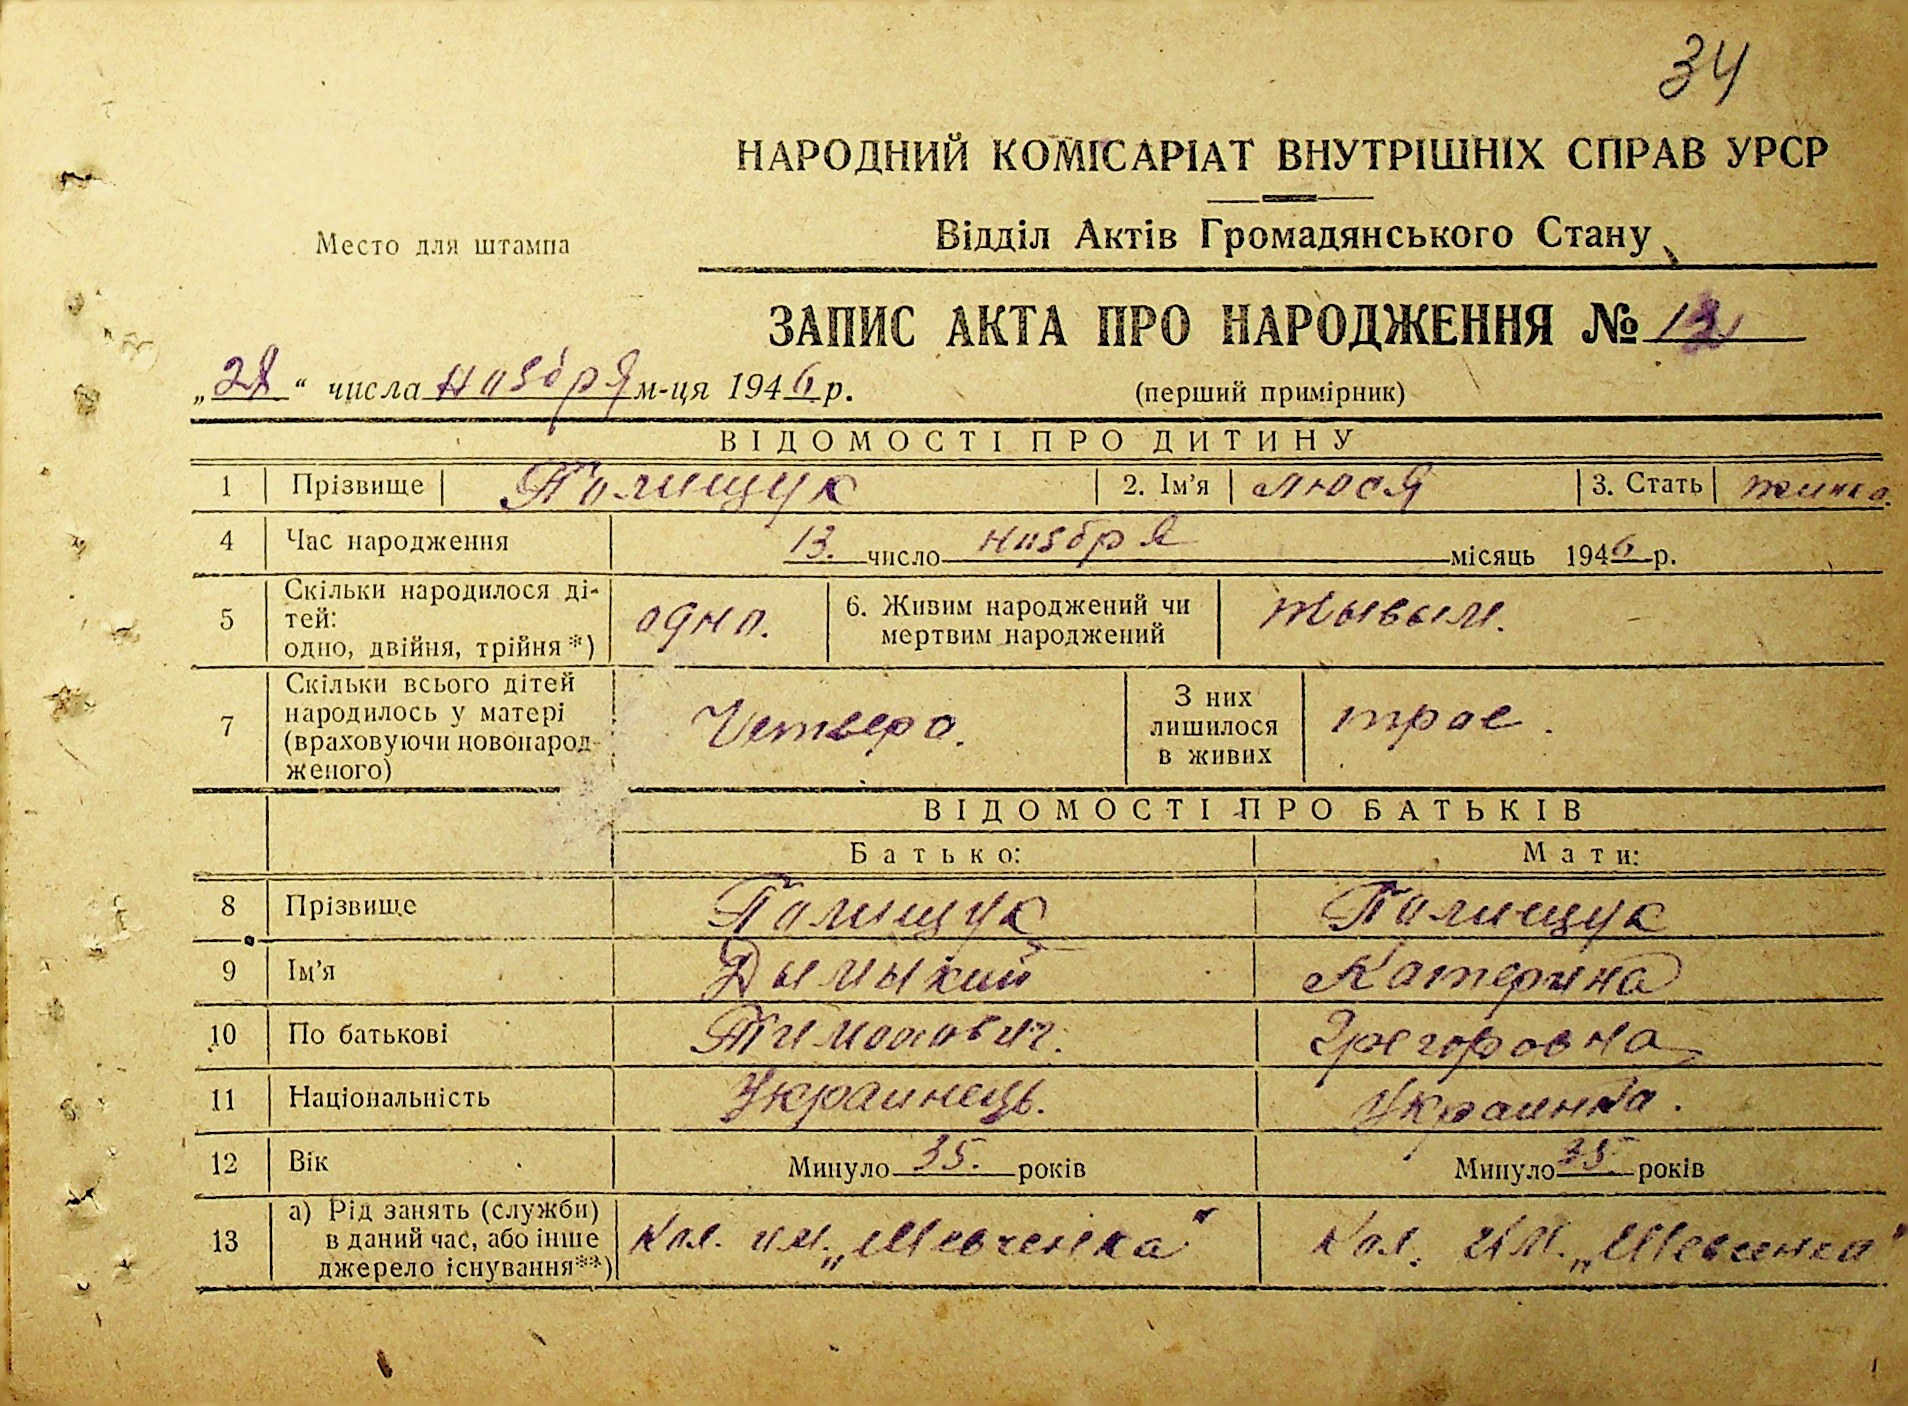 34
НАРОДНИЙ КОМІСАРІАТ ВНУТРІШНІХ СПРАВ УРСР
Место для штампа
Відділ Актів Громадянського Стану
ЗАПИС АКТА ПРО НАРОДЖЕННЯ №
„28“ числа ноября м-ця 1946 р.
(перший примірник)
ВІДОМОСТІ ПРО ДИТИНУ
1 Прізвище Полищук 2. Ім'я Люся 3. Стать
4 Час народження 13. число ноября місяць 1946 р.
5 Скільки народилося ді-
тей:
одно, двійня, трійня *)
одно.
6. Живим народжений чи
мертвим народжений
жывым.
7 Скільки всього дітей
народилось у матері
(враховуючи новонарод-
женого)
Четверо.
З них
лишилося
в живих
трое.
ВІДОМОСТІ ПРО БАТЬКІВ
Батько: Мати:
8 Прізвище Полищук Полищук
9 Ім'я Катерина
10 По батькові
11 Національність Украинець. Украинка.
12 Вік Минуло 35. років Минуло 35. років
13 а) Рід занять (служби)
в даний час, або інше
джерело існування**)
Кол. им. „Шевченка“ Кол. им. „Шевченка“